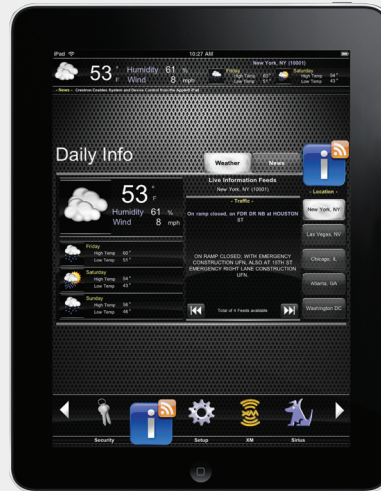 iPad
10:27 AM
53 ° F
Humidity 61 %
Wind 8 mph
New York, NY (10001)
Friday
High Temp 60°
Low Temp 51°
Saturday
High Temp 54°
Low Temp 43°
- News - Crestron Enables System and Device Control from the Apple® iPad
Daily Info
Weather
News
Live Information Feeds
New York, NY (10001)
- Location -
53 ° F
Humidity 61 %
Wind 8 mph
- Traffic -
On ramp closed, on FDR DR NB at HOUSTON
ST
ON RAMP CLOSED; WITH EMERGENCY
CONSTRUCTION UFN, ALSO AT 15TH ST
EMERGENCY RIGHT LANE CONSTRUCTION
UFN.
Total of 4 Feeds available
New York, NY
Las Vegas, NV
Chicago, IL
Atlanta, GA
Washington DC
Friday
High Temp 60°
Low Temp 51°
Saturday
High Temp 54°
Low Temp 43°
Sunday
High Temp 58°
Low Temp 46°
Security
Setup
XM
Sirius